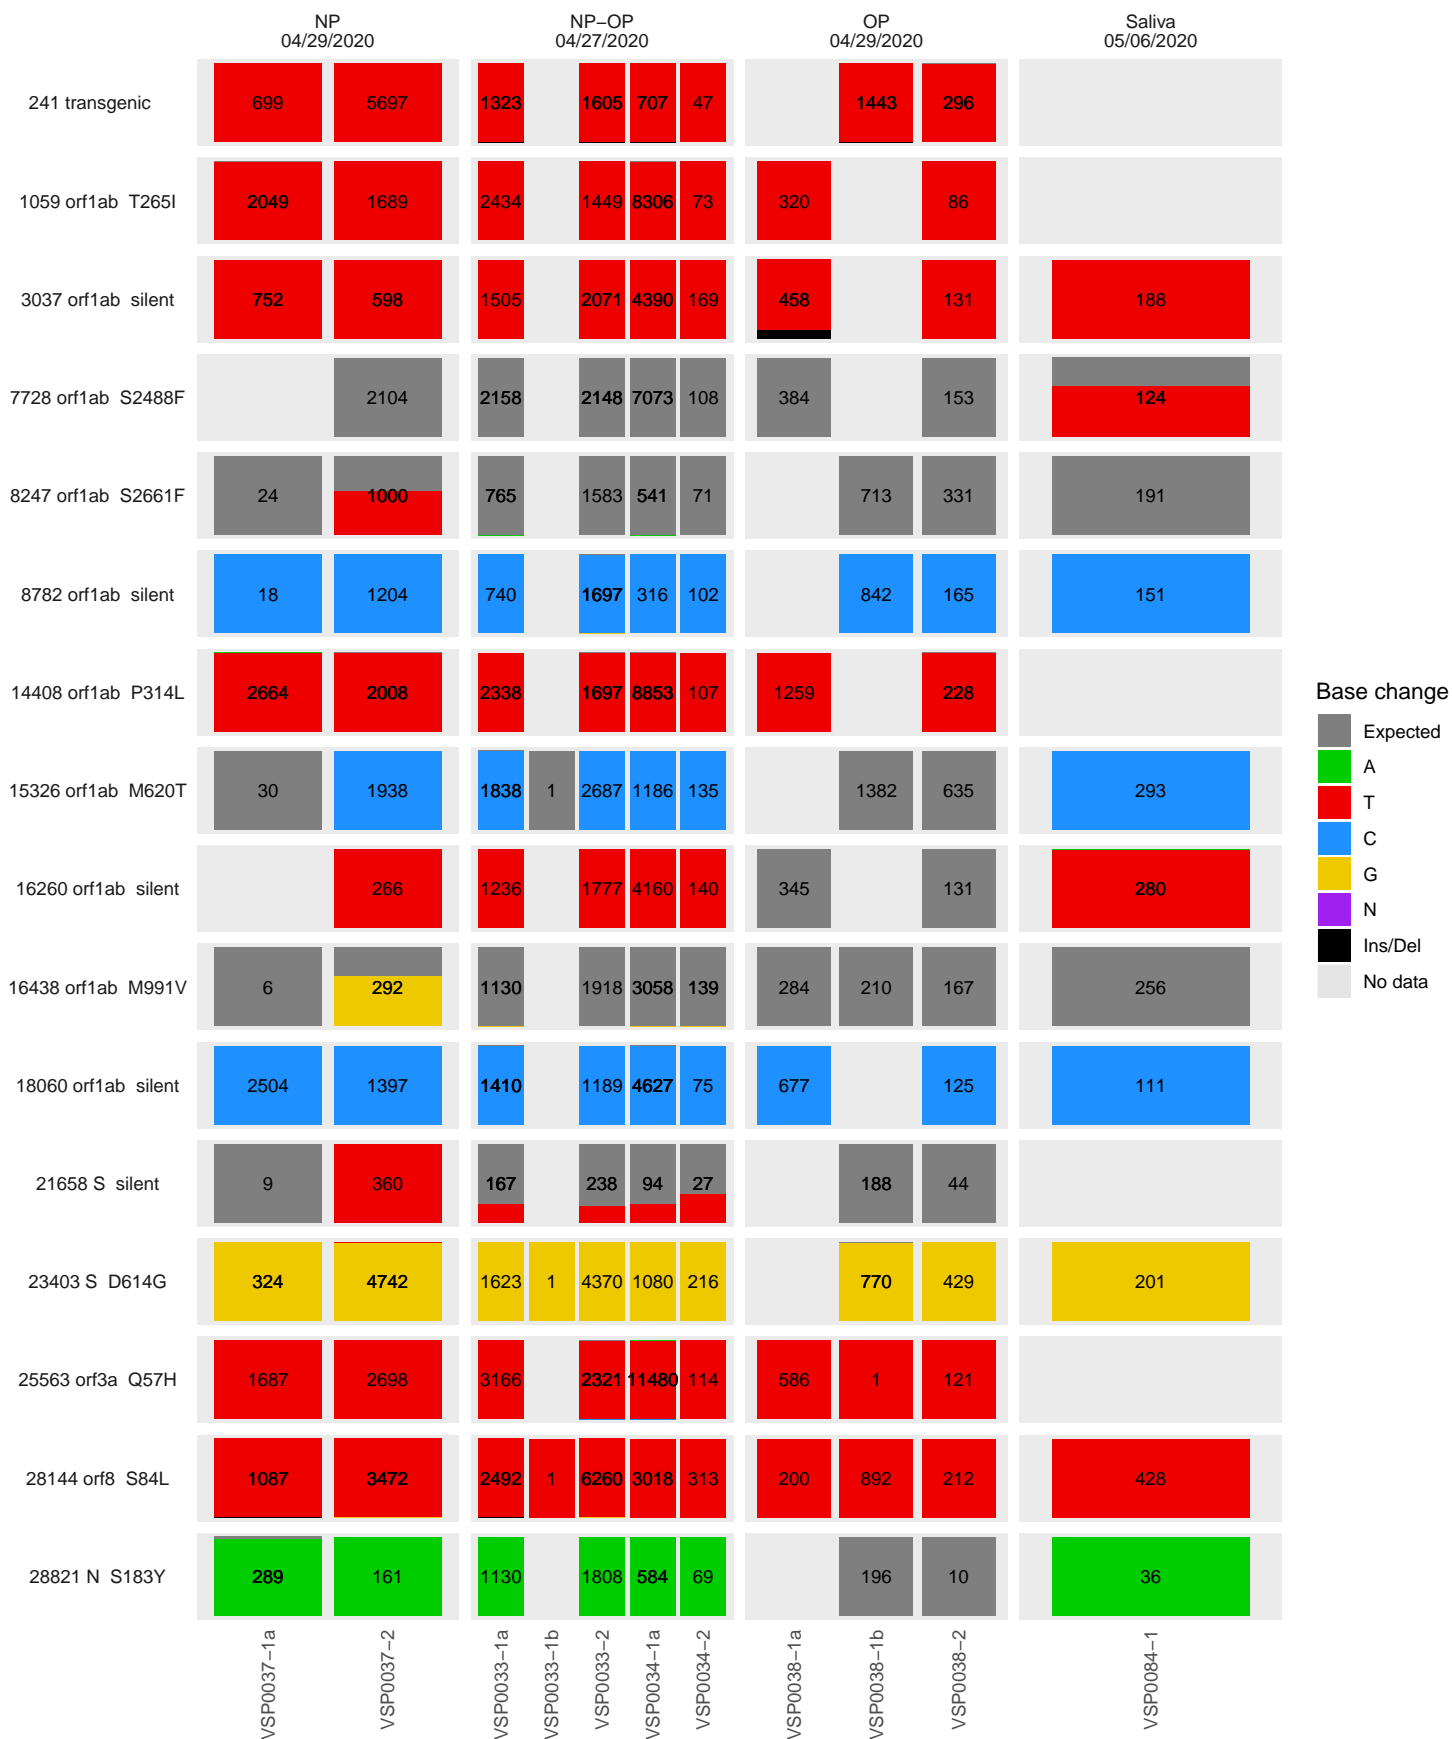 NP NP−OP OP Saliva
04/29/2020 04/27/2020 04/29/2020 05/06/2020
241 transgenic 699 5697 1323 1605 707 47 1443 296
1059 orf1ab T265I 2049 1689 2434 1449 8306 73 320 86
3037 orf1ab silent 752 598 1505 2071 4390 169 458 131 188
7728 orf1ab S2488F 2104 2158 2148 7073 108 384 153 124
8247 orf1ab S2661F 24 1000 765 1583 541 71 713 331 191
8782 orf1ab silent 18 1204 740 1697 316 102 842 165 151
14408 orf1ab P314L 2664 2008 2338 1697 8853 107 1259 228
Base change
Expected
A
T
C
G
N
Ins/Del
No data
15326 orf1ab M620T 30 1938 1838 1 2687 1186 135 1382 635 293
16260 orf1ab silent 266 1236 1777 4160 140 345 131 280
16438 orf1ab M991V 6 292 1130 1918 3058 139 284 210 167 256
18060 orf1ab silent 2504 1397 1410 1189 4627 75 677 125 111
21658 S silent 9 360 167 238 94 27 188 44
23403 S D614G 324 4742 1623 1 4370 1080 216 770 429 201
25563 orf3a Q57H 1687 2698 3166 2321 11480 114 586 1 121
28144 orf8 S84L 1087 3472 2492 1 6260 3018 313 200 892 212 428
28821 N S183Y 289 161 1130 1808 584 69 196 10 36
VSP0037−1a
VSP0037−2
VSP0033−1a
VSP0033−1b
VSP0033−2
VSP0034−1a
VSP0034−2
VSP0038−1a
VSP0038−1b
VSP0038−2
VSP0084−1